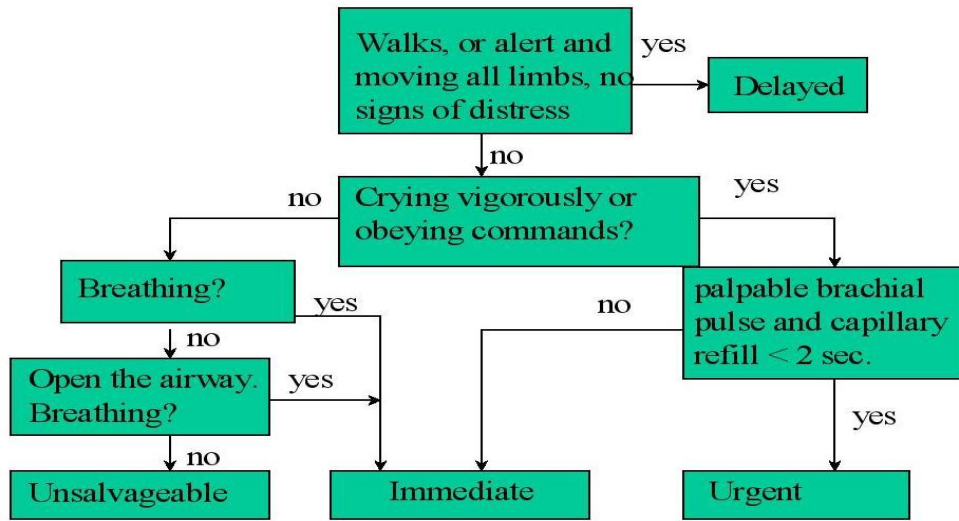 Walks, or alert and
moving all limbs, no
signs of distress
yes
Delayed
no
no
Crying vigorously or
obeying commands?
yes
Breathing?
yes
no
palpable brachial
pulse and capillary
refill < 2 sec.
no
Open the airway.
Breathing?
yes
yes
no
Unsalvageable
Immediate
Urgent